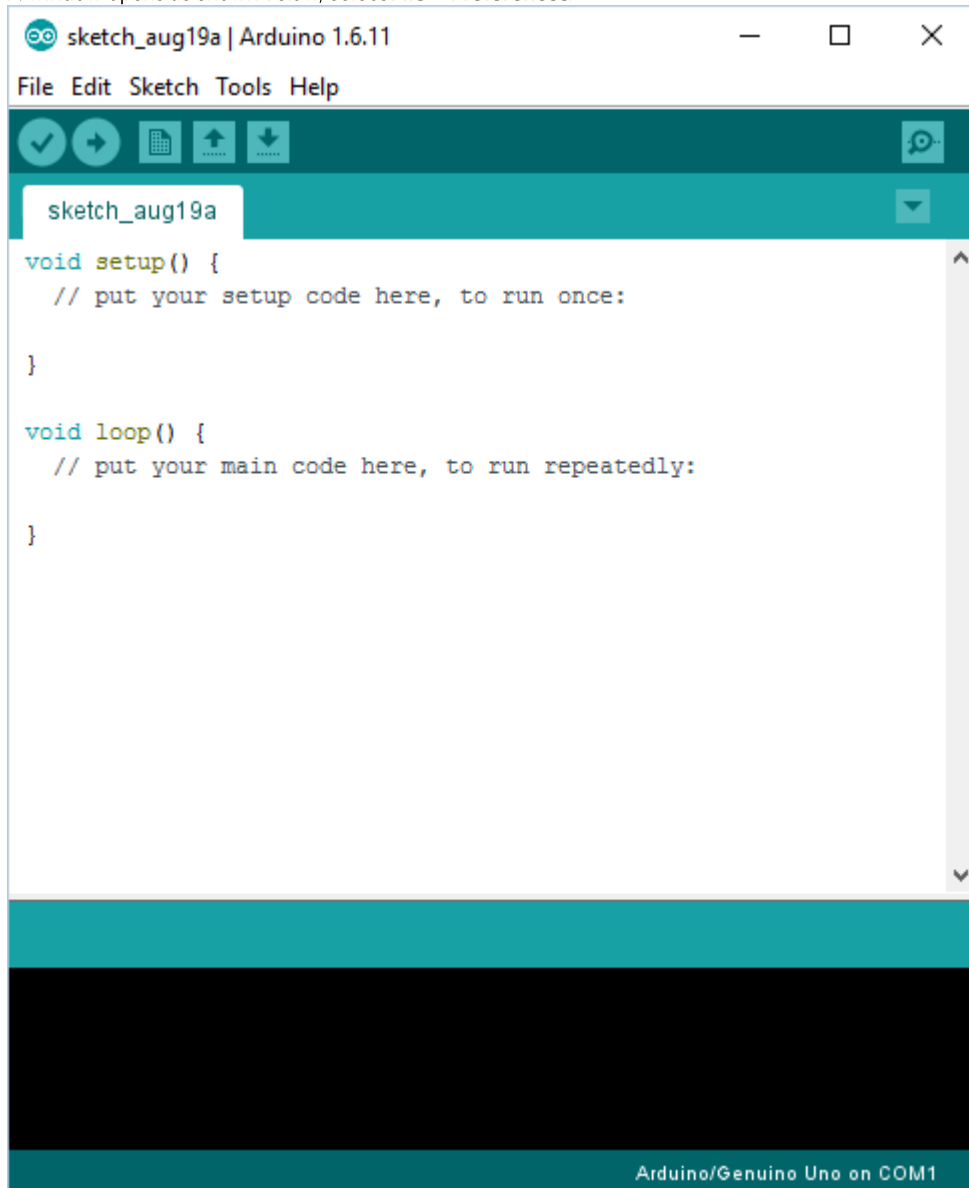 sketch_aug19a | Arduino 1.6.11
File Edit Sketch Tools Help
sketch_aug19a
void setup() {
  // put your setup code here, to run once:
}
void loop() {
  // put your main code here, to run repeatedly:
}
Arduino/Genuino Uno on COM1